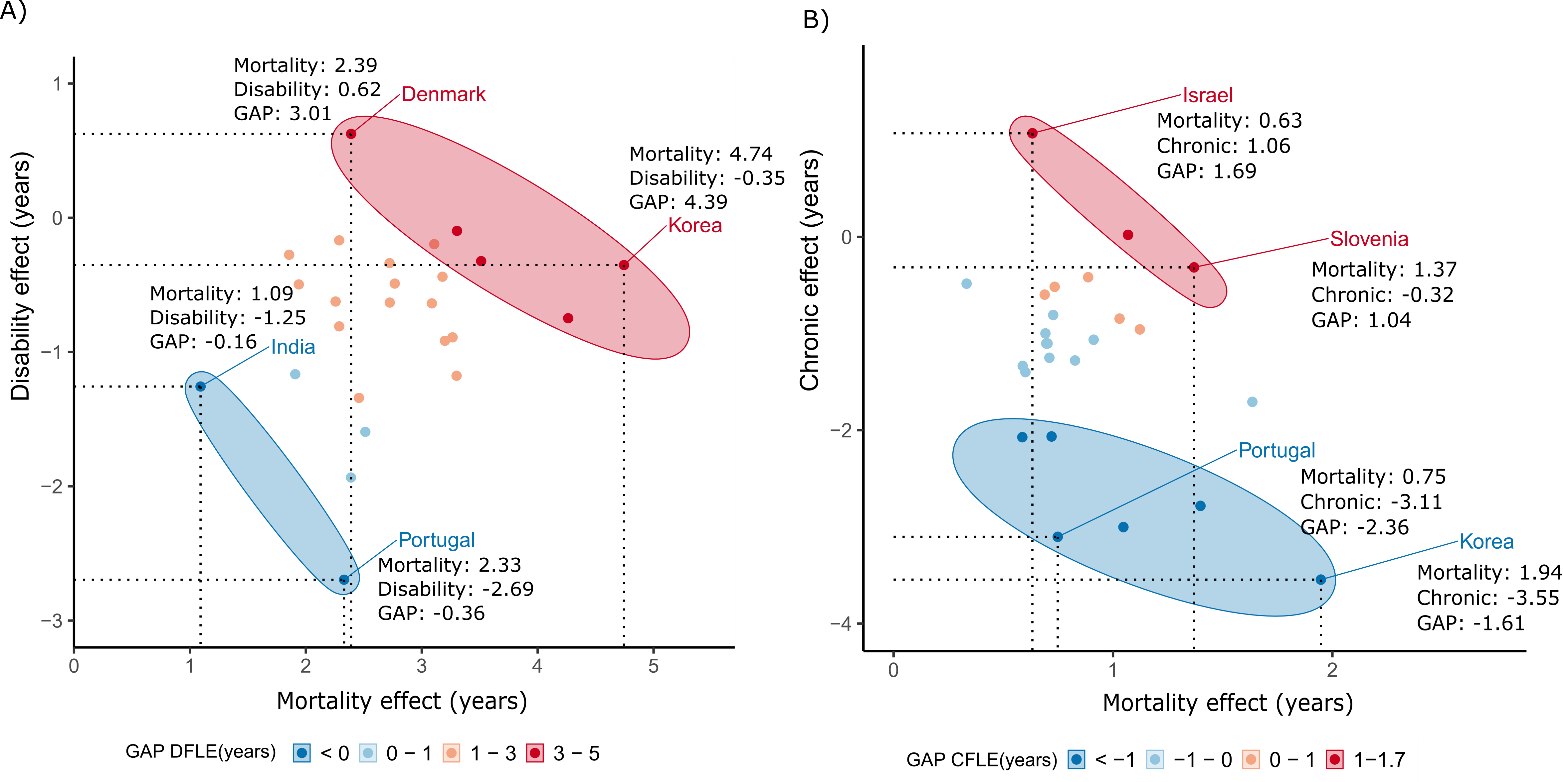 A)
Mortality: 2.39
Disability: 0.62
GAP: 3.01
Denmark
Mortality: 4.74
Disability: -0.35
GAP: 4.39
Korea
Mortality: 1.09
Disability: -1.25
GAP: -0.16
India
Portugal
Mortality: 2.33
Disability: -2.69
GAP: -0.36
Disability effect (years)
1
0
−1
−2
−3
0
1
2
3
4
5
Mortality effect (years)
GAP DFLE(years)
< 0
0 − 1
1 − 3
3 − 5
B)
Israel
Mortality: 0.63
Chronic: 1.06
GAP: 1.69
Slovenia
Mortality: 1.37
Chronic: -0.32
GAP: 1.04
Portugal
Mortality: 0.75
Chronic: -3.11
GAP: -2.36
Korea
Mortality: 1.94
Chronic: -3.55
GAP: -1.61
Chronic effect (years)
0
−2
−4
0
1
2
Mortality effect (years)
GAP CFLE(years)
< −1
−1 − 0
0 − 1
1−1.7